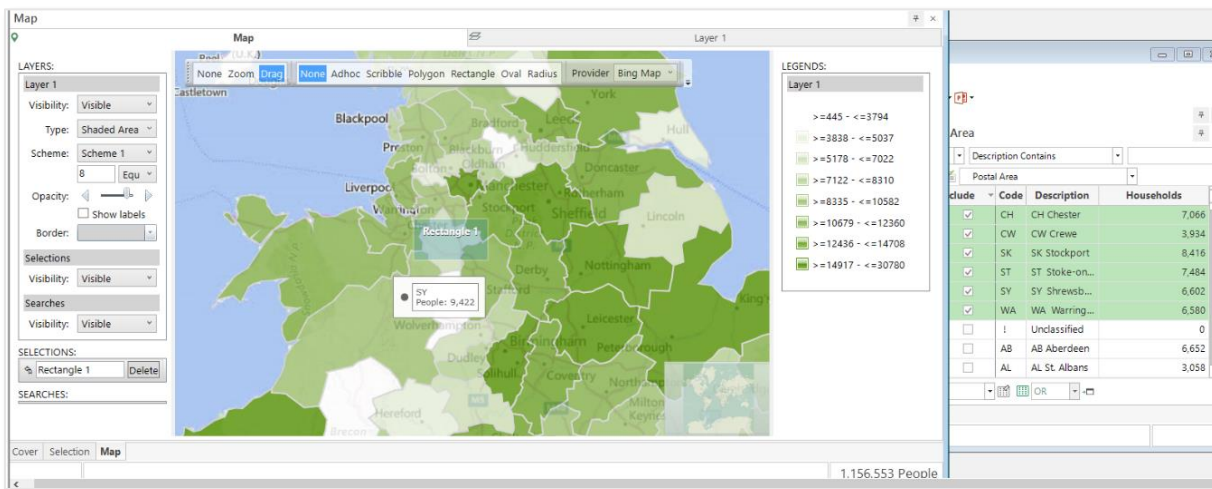 Map
Map
Layer 1
LAYERS:
Layer 1
Visibility: Visible
Type: Shaded Area
Scheme: Scheme 1
8 Equ
Opacity:
Show labels
Border:
Selections
Visibility: Visible
Searches
Visibility: Visible
SELECTIONS:
Rectangle 1 Delete
SEARCHES:
None Zoom Drag None Adhoc Scribble Polygon Rectangle Oval Radius Provider Bing Map
Castletown
York
Blackpool
Bradford Leeds
Hull
Preston Blackburn Huddersfield
Bolton Oldham
Doncaster
Liverpool Manchester Rotherham
Warrington Stockport Sheffield
Lincoln
Rectangle 1
Derby Nottingham
SY
People: 9,422
Stafford
King's
Wolverhampton
Leicester
Birmingham Peterborough
Dudley
Solihull Coventry
Hereford
Milton
Keynes
LEGENDS:
Layer 1
>=445 - <=3794
>=3838 - <=5037
>=5178 - <=7022
>=7122 - <=8310
>=8335 - <=10582
>=10679 - <=12360
>=12436 - <=14708
>=14917 - <=30780
Cover Selection Map
1,156,553 People
Area
Description Contains
Postal Area
clude Code Description Households
CH CH Chester 7,066
CW CW Crewe 3,934
SK SK Stockport 8,416
ST ST Stoke-on... 7,484
SY SY Shrewsb... 6,602
WA WA Warring... 6,580
! Unclassified 0
AB AB Aberdeen 6,652
AL AL St. Albans 3,058
OR